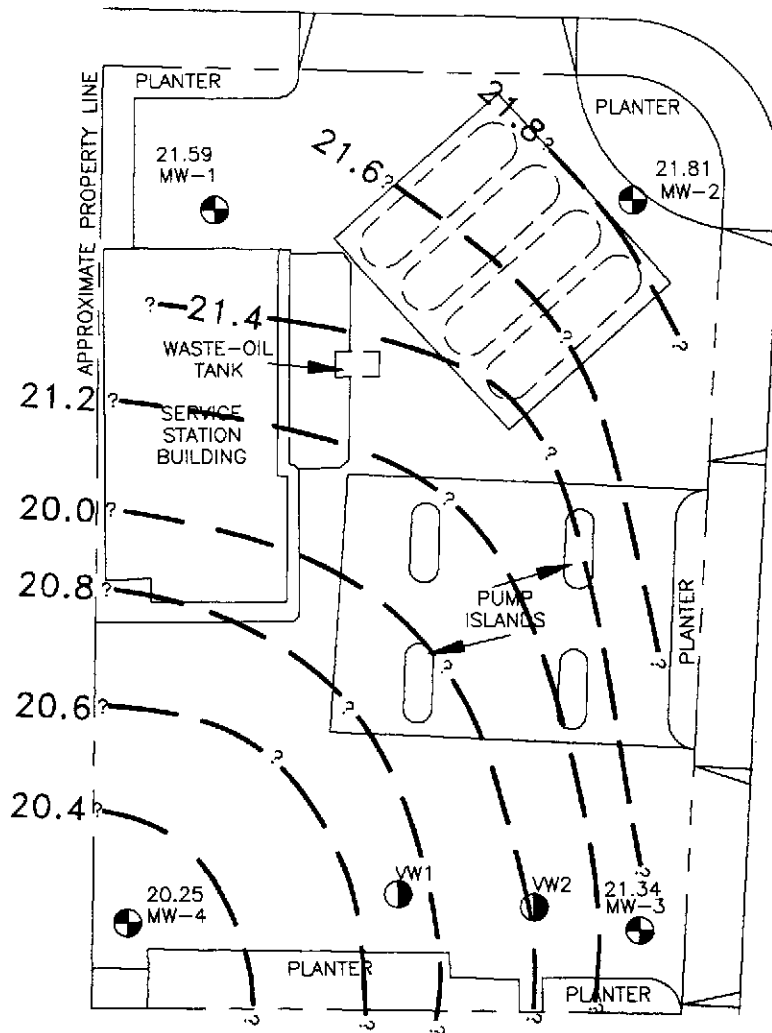 PLANTER
21.8?
PLANTER
APPROXIMATE PROPERTY LINE
21.59
MW-1
21.6?
21.81
MW-2
?
21.4
?
WASTE-OIL
TANK
21.2
?
SERVICE
STATION
BUILDING
?
?
20.0
?
20.8
?
PUMP
ISLANDS
PLANTER
?
?
20.6
?
?
?
20.4
?
?
VW1
VW2
20.25
MW-4
21.34
MW-3
PLANTER
PLANTER
?
?
?
?
?